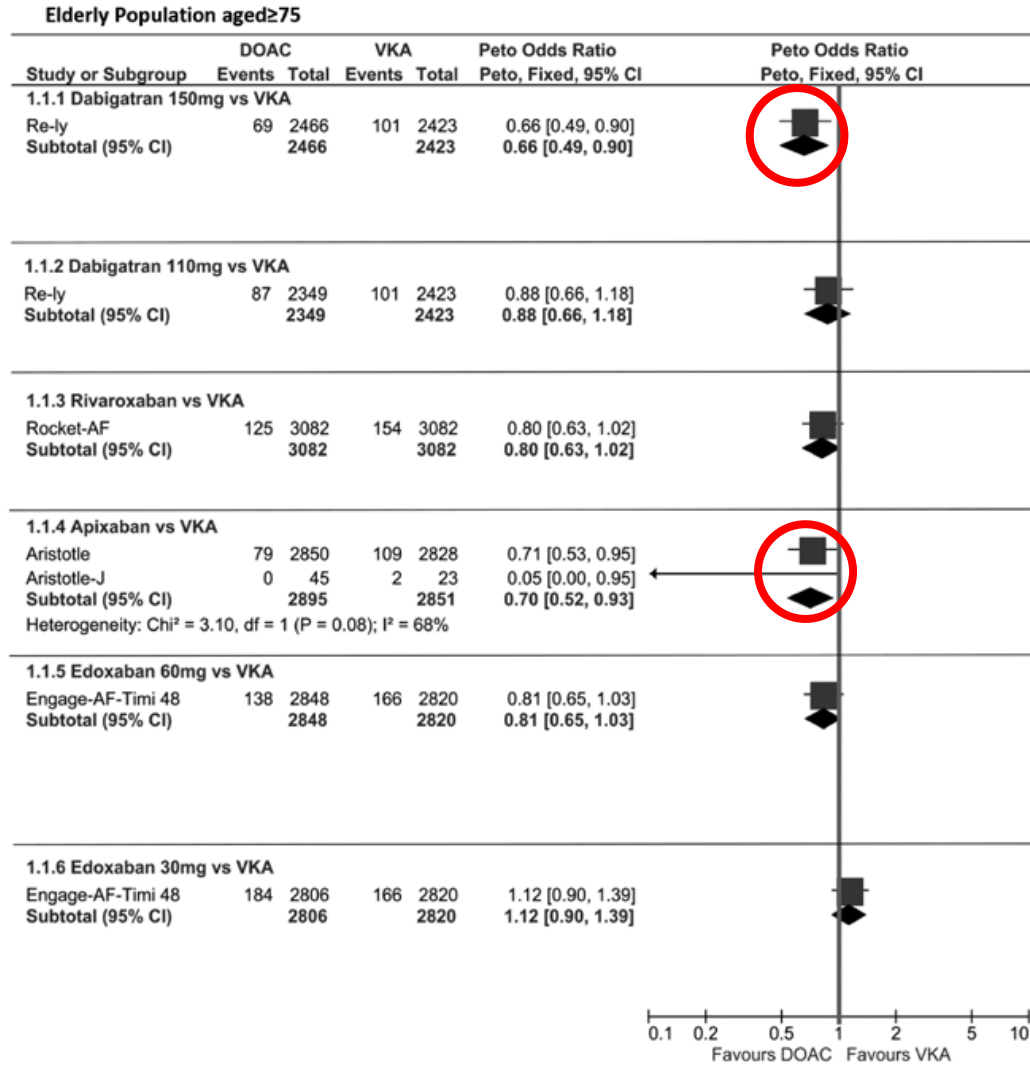 Elderly Population aged≥75
DOAC VKA Peto Odds Ratio Peto Odds Ratio
Study or Subgroup Events Total Events Total Peto, Fixed, 95% CI Peto, Fixed, 95% CI
1.1.1 Dabigatran 150mg vs VKA
Re-ly 69 2466 101 2423 0.66 [0.49, 0.90]
Subtotal (95% CI) 2466 2423 0.66 [0.49, 0.90]
1.1.2 Dabigatran 110mg vs VKA
Re-ly 87 2349 101 2423 0.88 [0.66, 1.18]
Subtotal (95% CI) 2349 2423 0.88 [0.66, 1.18]
1.1.3 Rivaroxaban vs VKA
Rocket-AF 125 3082 154 3082 0.80 [0.63, 1.02]
Subtotal (95% CI) 3082 3082 0.80 [0.63, 1.02]
1.1.4 Apixaban vs VKA
Aristotle 79 2850 109 2828 0.71 [0.53, 0.95]
Aristotle-J 0 45 2 23 0.05 [0.00, 0.95]
Subtotal (95% CI) 2895 2851 0.70 [0.52, 0.93]
Heterogeneity: Chi² = 3.10, df = 1 (P = 0.08); I² = 68%
1.1.5 Edoxaban 60mg vs VKA
Engage-AF-Timi 48 138 2848 166 2820 0.81 [0.65, 1.03]
Subtotal (95% CI) 2848 2820 0.81 [0.65, 1.03]
1.1.6 Edoxaban 30mg vs VKA
Engage-AF-Timi 48 184 2806 166 2820 1.12 [0.90, 1.39]
Subtotal (95% CI) 2806 2820 1.12 [0.90, 1.39]
0.1 0.2 0.5 1 2 5 10
Favours DOAC Favours VKA